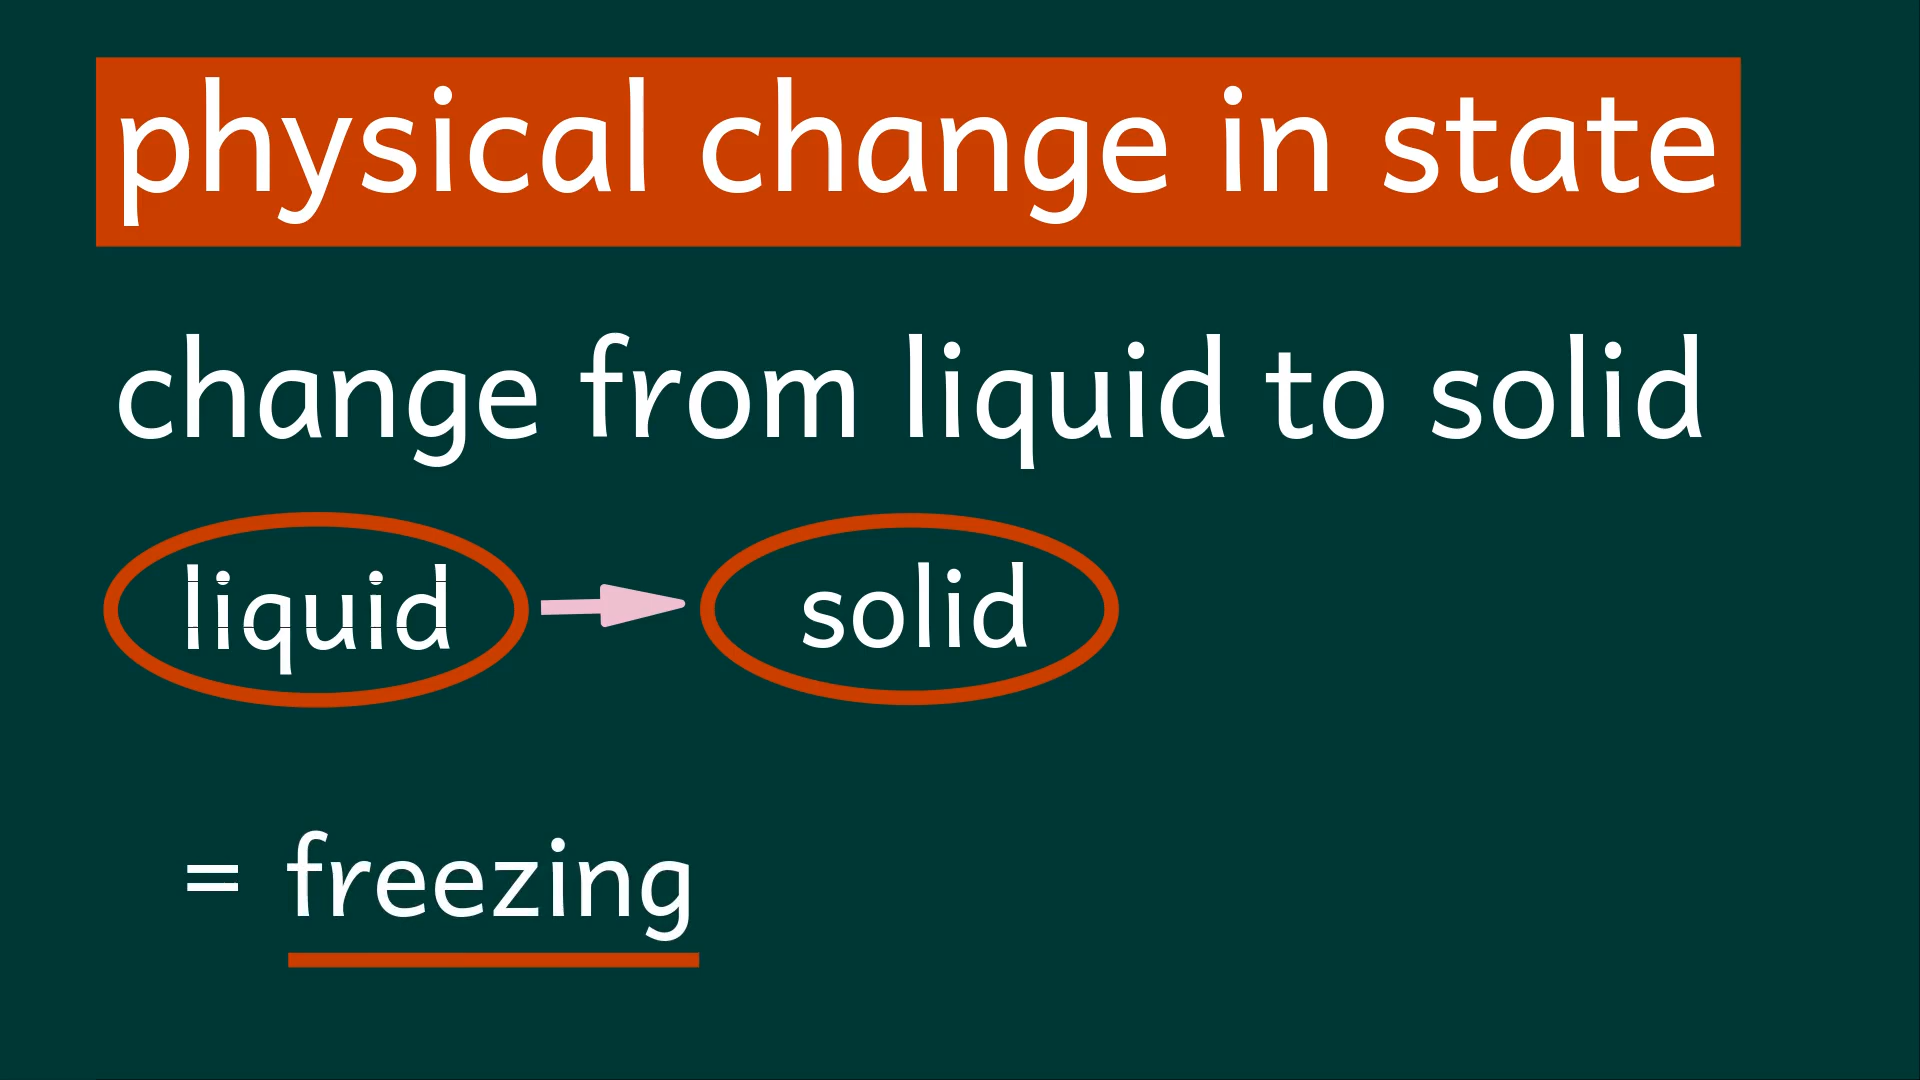 physical change in state
change from liquid to solid
liquid solid
= freezing